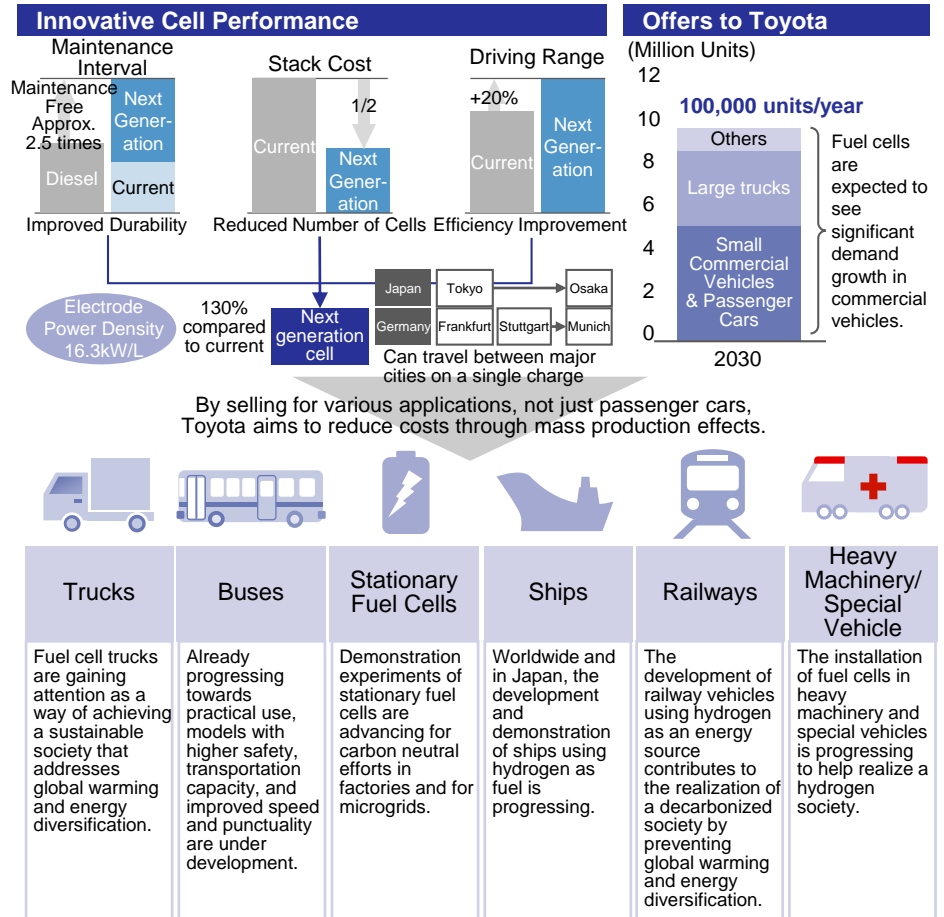 Innovative Cell Performance
Maintenance
Interval
Maintenance
Free
Approx.
2.5 times
Diesel
Next
Gener-
ation
Current
Improved Durability
Stack Cost
Current
1/2
Next
Gener-
ation
Reduced Number of Cells
Driving Range
+20%
Current
Next
Gener-
ation
Efficiency Improvement
Electrode
Power Density
16.3kW/L
130%
compared
to current
Next
generation
cell
Japan
Tokyo
Osaka
Germany
Frankfurt
Stuttgart
Munich
Can travel between major
cities on a single charge
Offers to Toyota
(Million Units)
12
10
8
6
4
2
0
100,000 units/year
Others
Large trucks
Small
Commercial
Vehicles
& Passenger
Cars
2030
Fuel cells
are
expected to
see
significant
demand
growth in
commercial
vehicles.
By selling for various applications, not just passenger cars,
Toyota aims to reduce costs through mass production effects.
Trucks
Fuel cell trucks
are gaining
attention as a
way of achieving
a sustainable
society that
addresses
global warming
and energy
diversification.
Buses
Already
progressing
towards
practical use,
models with
higher safety,
transportation
capacity, and
improved speed
and punctuality
are under
development.
Stationary
Fuel Cells
Demonstration
experiments of
stationary fuel
cells are
advancing for
carbon neutral
efforts in
factories and for
microgrids.
Ships
Worldwide and
in Japan, the
development
and
demonstration
of ships using
hydrogen as
fuel is
progressing.
Railways
The
development of
railway vehicles
using hydrogen
as an energy
source
contributes to
the realization of
a decarbonized
society by
preventing
global warming
and energy
diversification.
Heavy
Machinery/
Special
Vehicle
The installation
of fuel cells in
heavy
machinery and
special vehicles
is progressing
to help realize a
hydrogen
society.